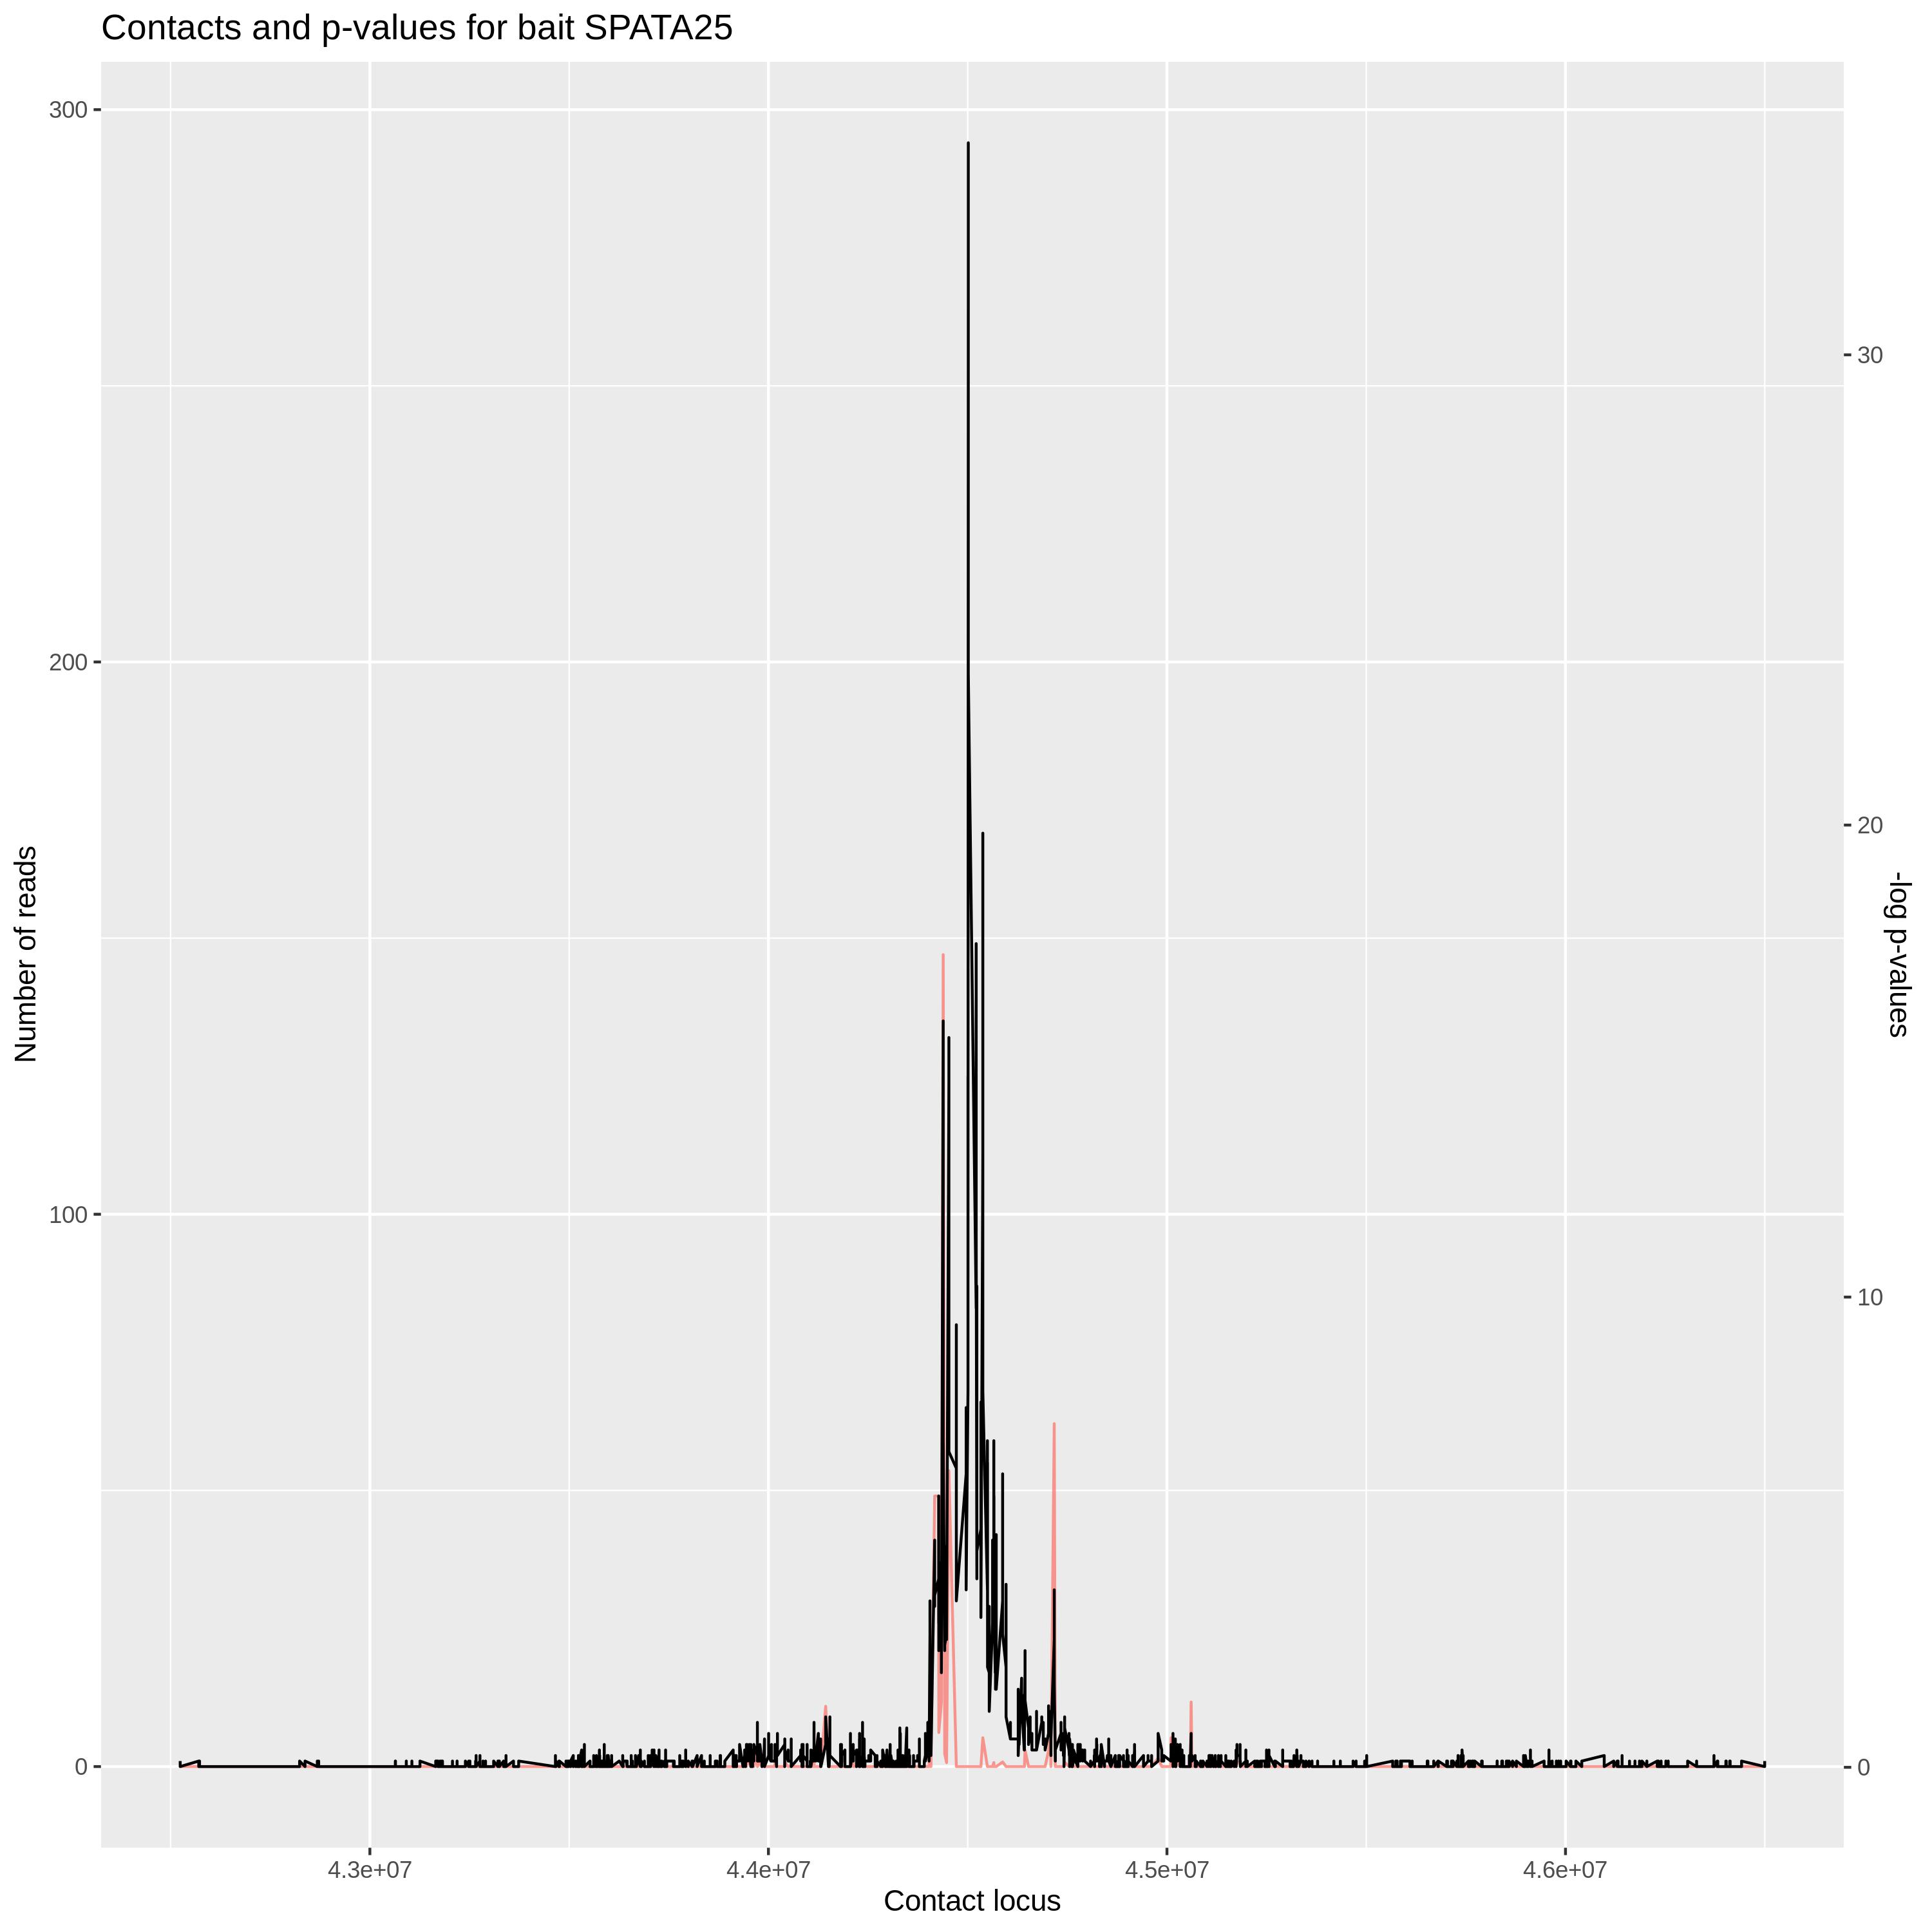 Contacts and p-values for bait SPATA25
300
200
100
0
Number of reads
30
20
10
0
-log p-values
4.3e+07
4.4e+07
4.5e+07
4.6e+07
Contact locus